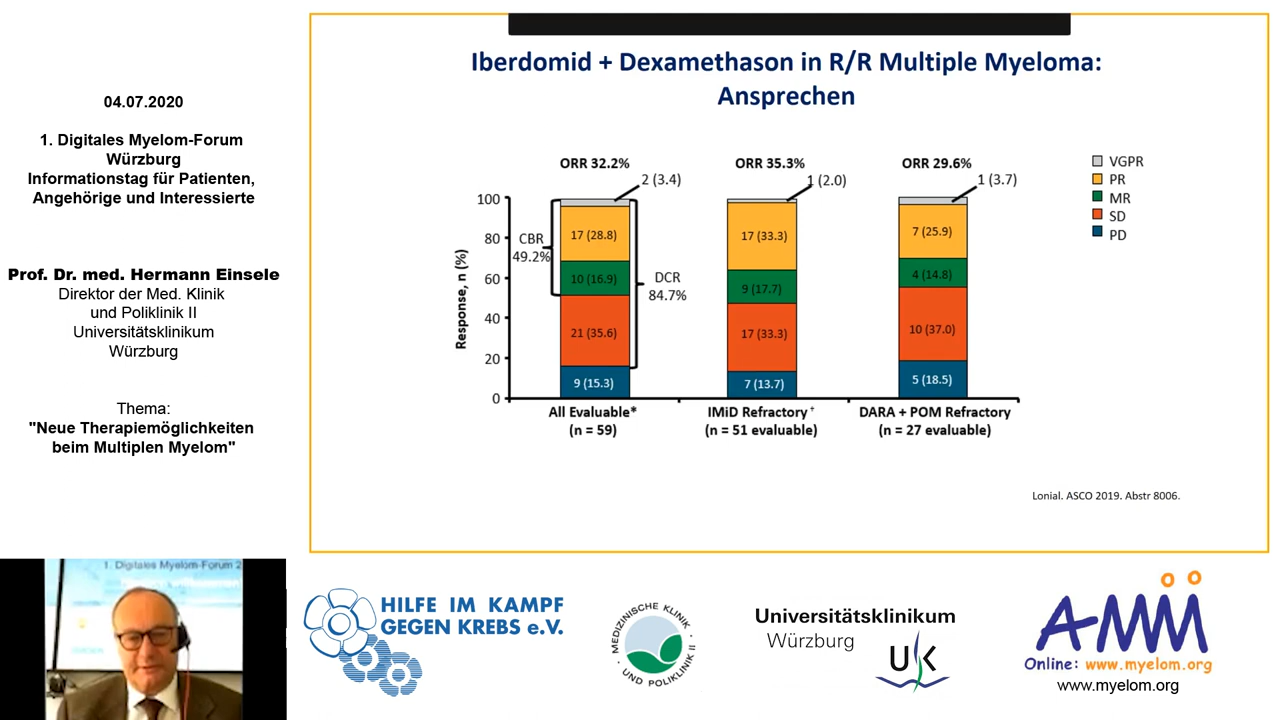 04.07.2020
1. Digitales Myelom-Forum
Würzburg
Informationstag für Patienten,
Angehörige und Interessierte
Prof. Dr. med. Hermann Einsele
Direktor der Med. Klinik
und Poliklinik II
Universitätsklinikum
Würzburg
Thema:
"Neue Therapiemöglichkeiten
beim Multiplen Myelom"
Iberdomid + Dexamethason in R/R Multiple Myeloma:
Ansprechen
ORR 32.2%
ORR 35.3%
ORR 29.6%
2 (3.4)
1 (2.0)
1 (3.7)
VGPR
PR
MR
SD
PD
Response, n (%)
100
80
60
40
20
0
CBR
49.2%
DCR
84.7%
17 (28.8)
10 (16.9)
21 (35.6)
9 (15.3)
17 (33.3)
9 (17.7)
17 (33.3)
7 (13.7)
7 (25.9)
4 (14.8)
10 (37.0)
5 (18.5)
All Evaluable*
(n = 59)
IMiD Refractory †
(n = 51 evaluable)
DARA + POM Refractory
(n = 27 evaluable)
Lonial. ASCO 2019. Abstr 8006.
1. Digitales Myelom-Forum 2
HILFE IM KAMPF
GEGEN KREBS e.V.
MEDIZINISCHE KLINIK
UND POLIKLINIK II
Universitätsklinikum
Würzburg
UK
AMM
Online: www.myelom.org
www.myelom.org